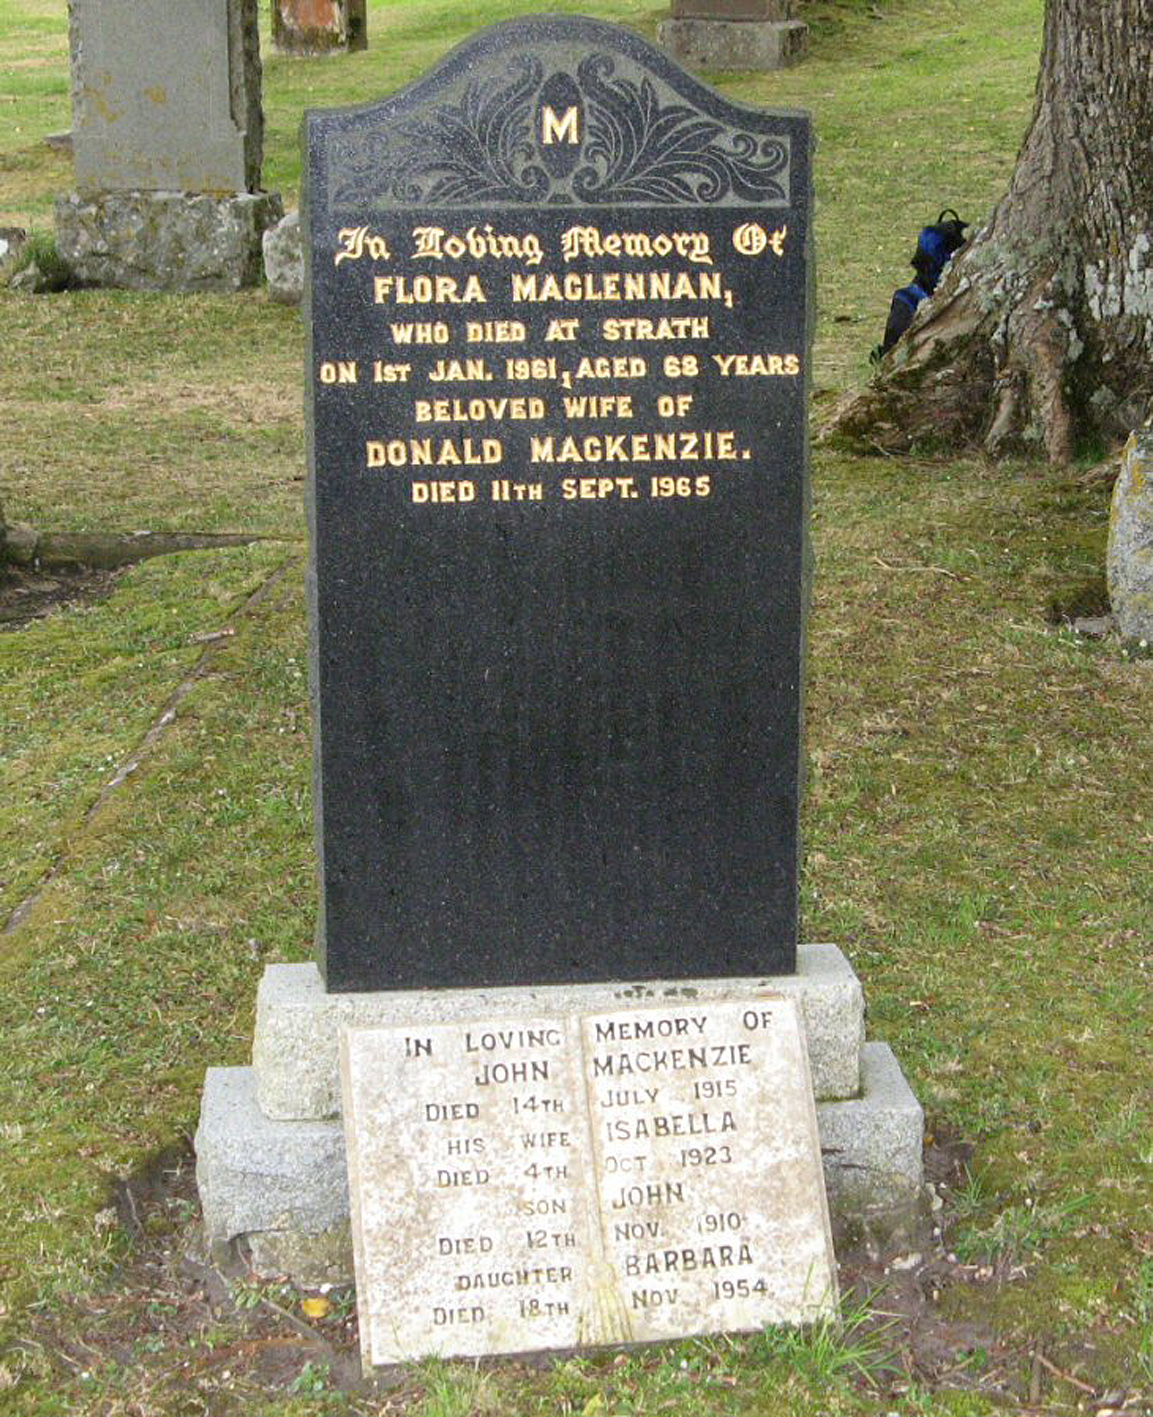 M
In Loving Memory Of
FLORA MACLENNAN,
WHO DIED AT STRATH
ON 1ST JAN. 1961, AGED 68 YEARS
BELOVED WIFE OF
DONALD MACKENZIE.
DIED 11TH SEPT. 1965
IN LOVING MEMORY OF
JOHN MACKENZIE
DIED 14TH JULY 1915
HIS WIFE ISABELLA
DIED 4TH OCT 1923
SON JOHN
DIED 12TH NOV. 1910
DAUGHTER BARBARA
DIED 18TH NOV 1954.